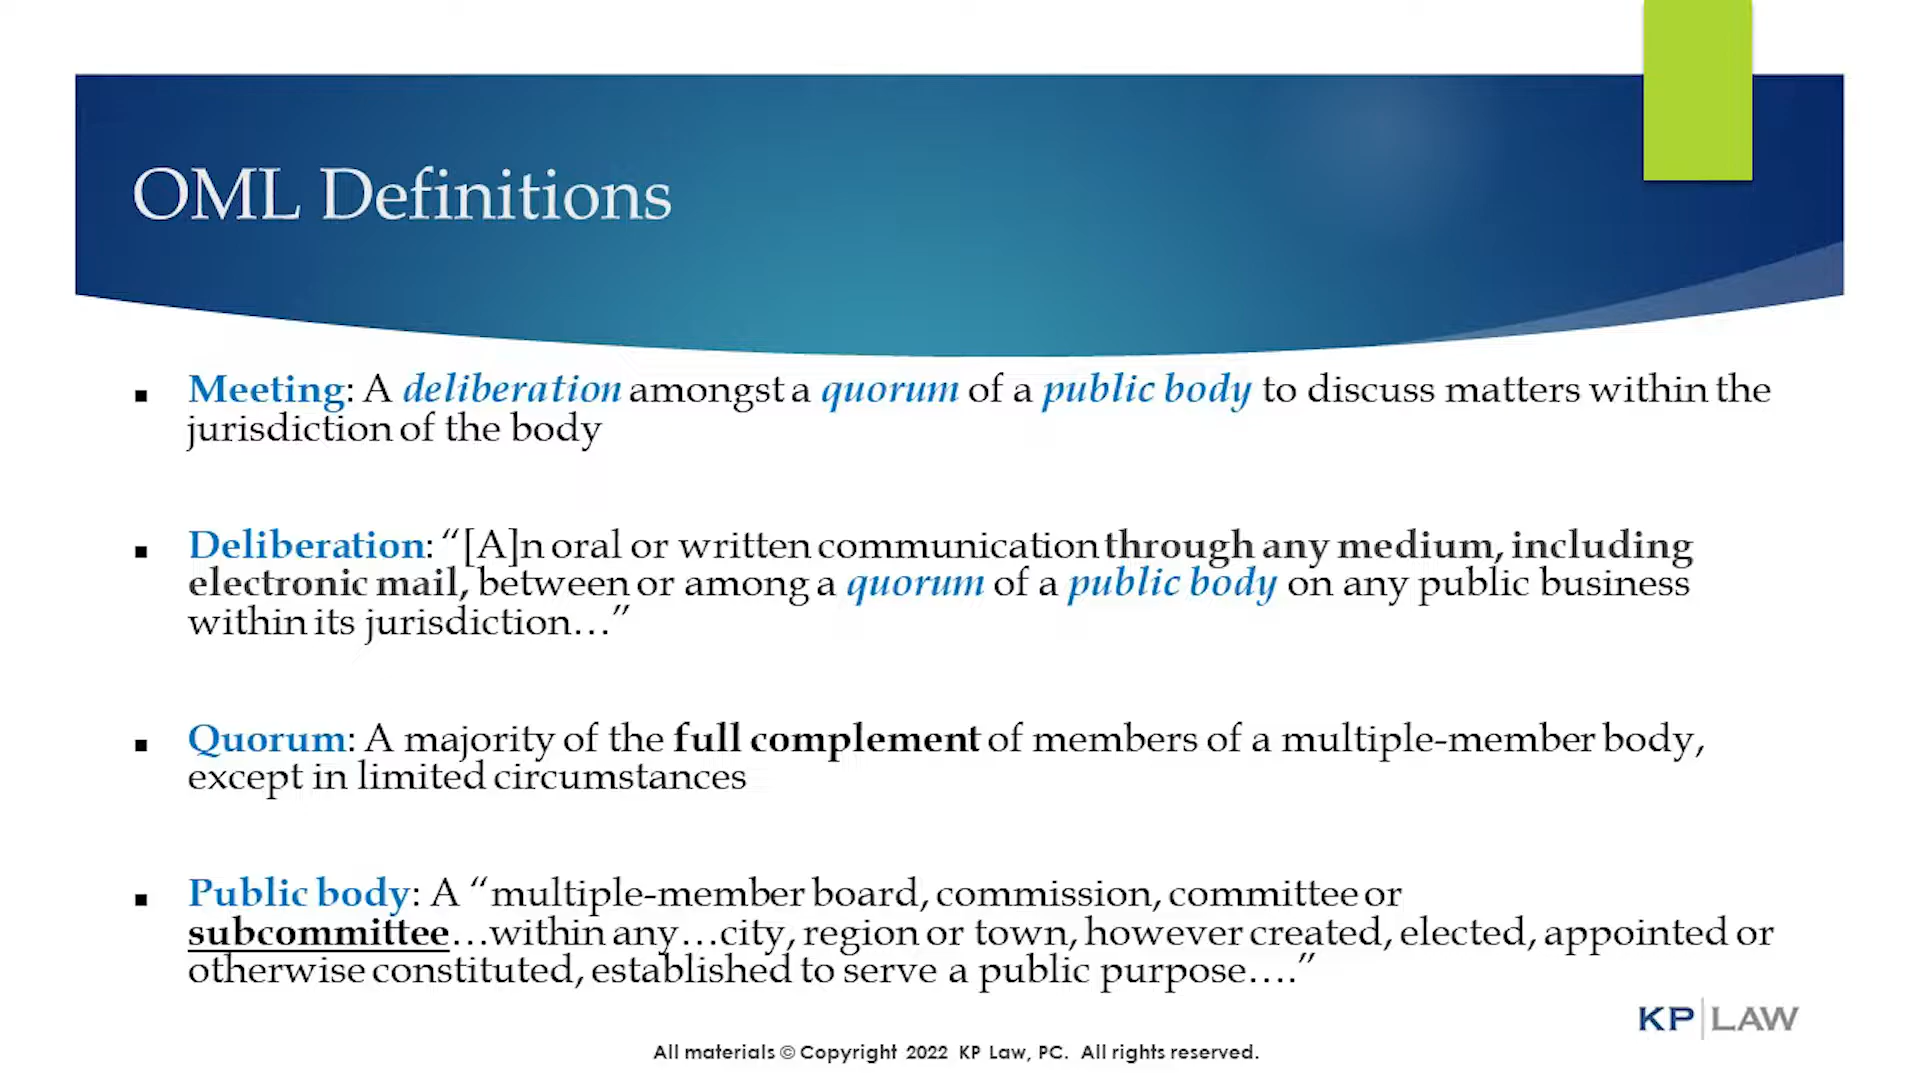 OML Definitions
▪ Meeting: A deliberation amongst a quorum of a public body to discuss matters within the
jurisdiction of the body
▪ Deliberation: “[A]n oral or written communication through any medium, including
electronic mail, between or among a quorum of a public body on any public business
within its jurisdiction…”
▪ Quorum: A majority of the full complement of members of a multiple-member body,
except in limited circumstances
▪ Public body: A “multiple-member board, commission, committee or
subcommittee…within any…city, region or town, however created, elected, appointed or
otherwise constituted, established to serve a public purpose….”
KP|LAW
All materials © Copyright 2022 KP Law, PC. All rights reserved.